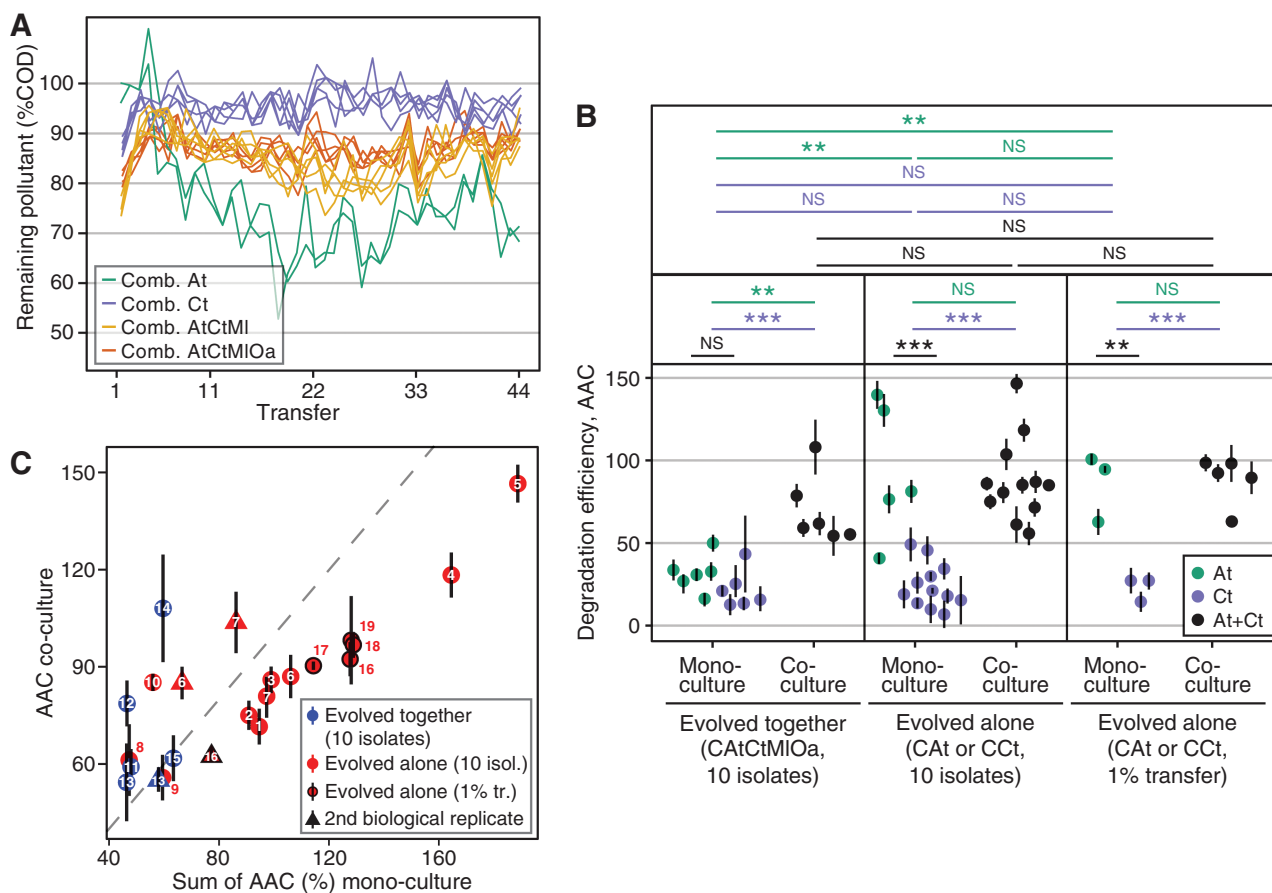 A
Remaining pollutant (%COD)
100
90
80
70
60
50
Comb. At
Comb. Ct
Comb. AtCtMl
Comb. AtCtMlOa
1
11
22
33
44
Transfer
B
**
**
NS
NS
NS
NS
NS
NS
NS
**
***
NS
NS
***
***
NS
***
**
Degradation efficiency, AAC
150
100
50
0
At
Ct
At+Ct
Mono-
culture
Co-
culture
Mono-
culture
Co-
culture
Mono-
culture
Co-
culture
Evolved together
(CAtCtMlOa,
10 isolates)
Evolved alone
(CAt or CCt,
10 isolates)
Evolved alone
(CAt or CCt,
1% transfer)
C
AAC co-culture
150
120
90
60
5
4
14
7
19
18
17
16
10
6
3
6
7
12
2
1
8
11
15
16
13
13
9
Evolved together
(10 isolates)
Evolved alone (10 isol.)
Evolved alone (1% tr.)
2nd biological replicate
40
80
120
160
Sum of AAC (%) mono-culture